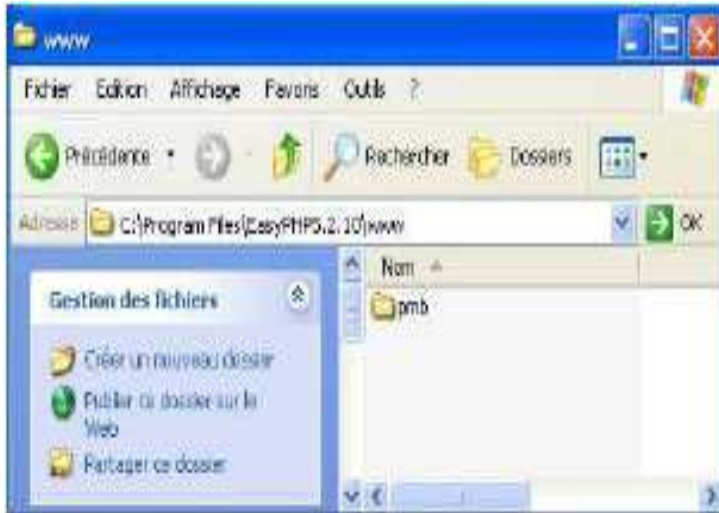 www
Fichier Edition Affichage Favoris Outils ?
Précédente Rechercher Dossiers
Adresse C:\Program Files\EasyPHP5.2.10\www OK
Nom
pmb
Gestion des fichiers
Créer un nouveau dossier
Publier ce dossier sur le
Web
Partager ce dossier